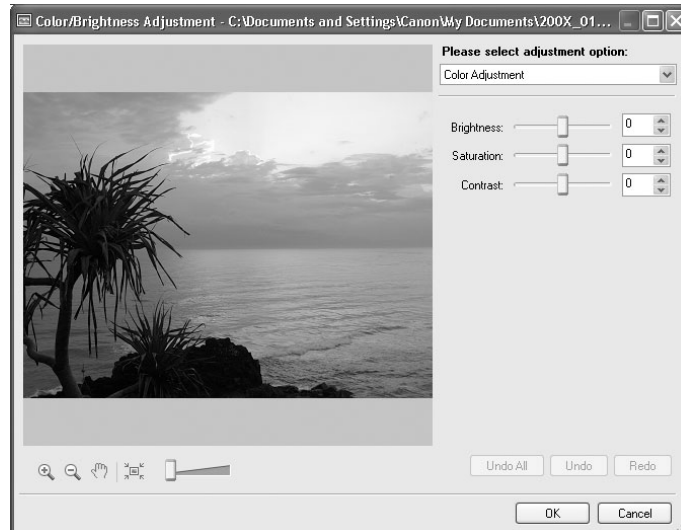 Color/Brightness Adjustment - C:\Documents and Settings\Canon\My Documents\200X_01...
Please select adjustment option:
Color Adjustment
Brightness: 0
Saturation: 0
Contrast: 0
Undo All Undo Redo
OK Cancel